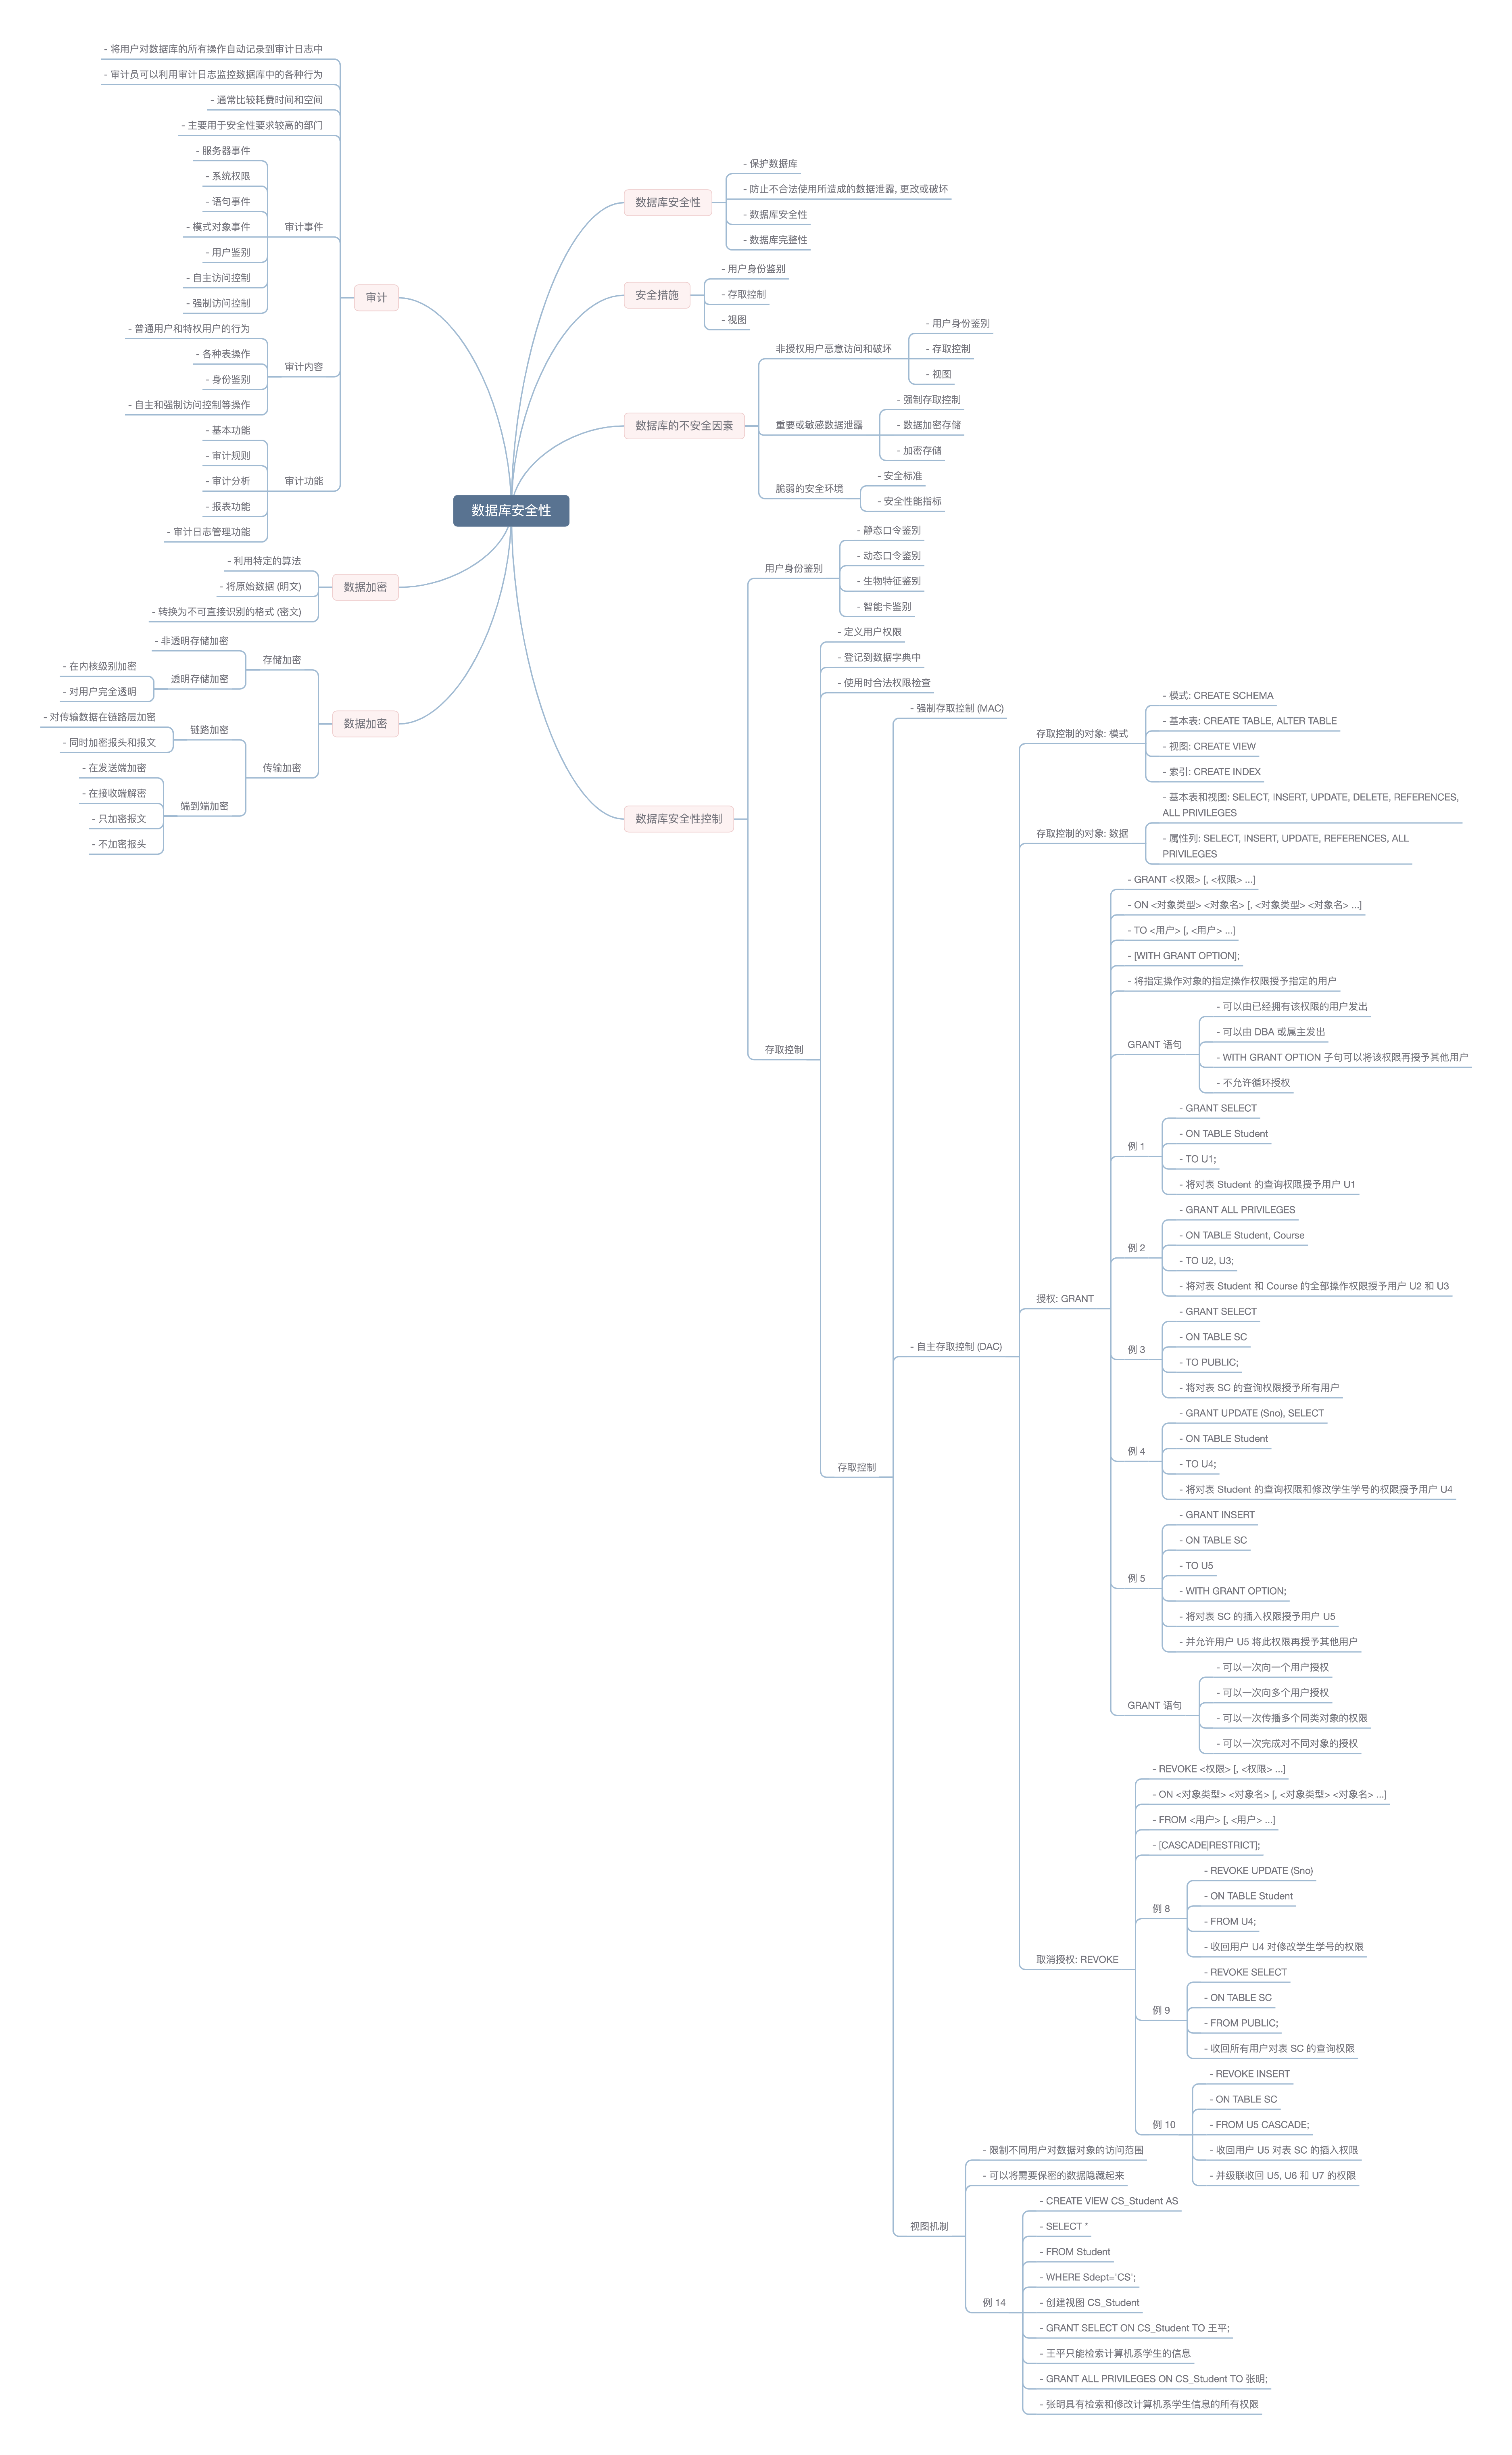 数据库安全性
数据库安全性
- 保护数据库
- 防止不合法使用所造成的数据泄露, 更改或破坏
- 数据库安全性
- 数据库完整性
安全措施
- 用户身份鉴别
- 存取控制
- 视图
数据库的不安全因素
非授权用户恶意访问和破坏
- 用户身份鉴别
- 存取控制
- 视图
重要或敏感数据泄露
- 强制存取控制
- 数据加密存储
- 加密存储
脆弱的安全环境
- 安全标准
- 安全性能指标
数据库安全性控制
用户身份鉴别
- 静态口令鉴别
- 动态口令鉴别
- 生物特征鉴别
- 智能卡鉴别
存取控制
- 定义用户权限
- 登记到数据字典中
- 使用时合法权限检查
存取控制
- 强制存取控制 (MAC)
- 自主存取控制 (DAC)
存取控制的对象: 模式
- 模式: CREATE SCHEMA
- 基本表: CREATE TABLE, ALTER TABLE
- 视图: CREATE VIEW
- 索引: CREATE INDEX
存取控制的对象: 数据
- 基本表和视图: SELECT, INSERT, UPDATE, DELETE, REFERENCES,
ALL PRIVILEGES
- 属性列: SELECT, INSERT, UPDATE, REFERENCES, ALL
PRIVILEGES
授权: GRANT
- GRANT <权限> [, <权限> ...]
- ON <对象类型> <对象名> [, <对象类型> <对象名> ...]
- TO <用户> [, <用户> ...]
- [WITH GRANT OPTION];
- 将指定操作对象的指定操作权限授予指定的用户
GRANT 语句
- 可以由已经拥有该权限的用户发出
- 可以由 DBA 或属主发出
- WITH GRANT OPTION 子句可以将该权限再授予其他用户
- 不允许循环授权
例 1
- GRANT SELECT
- ON TABLE Student
- TO U1;
- 将对表 Student 的查询权限授予用户 U1
例 2
- GRANT ALL PRIVILEGES
- ON TABLE Student, Course
- TO U2, U3;
- 将对表 Student 和 Course 的全部操作权限授予用户 U2 和 U3
例 3
- GRANT SELECT
- ON TABLE SC
- TO PUBLIC;
- 将对表 SC 的查询权限授予所有用户
例 4
- GRANT UPDATE (Sno), SELECT
- ON TABLE Student
- TO U4;
- 将对表 Student 的查询权限和修改学生学号的权限授予用户 U4
例 5
- GRANT INSERT
- ON TABLE SC
- TO U5
- WITH GRANT OPTION;
- 将对表 SC 的插入权限授予用户 U5
- 并允许用户 U5 将此权限再授予其他用户
GRANT 语句
- 可以一次向一个用户授权
- 可以一次向多个用户授权
- 可以一次传播多个同类对象的权限
- 可以一次完成对不同对象的授权
取消授权: REVOKE
- REVOKE <权限> [, <权限> ...]
- ON <对象类型> <对象名> [, <对象类型> <对象名> ...]
- FROM <用户> [, <用户> ...]
- [CASCADE|RESTRICT];
例 8
- REVOKE UPDATE (Sno)
- ON TABLE Student
- FROM U4;
- 收回用户 U4 对修改学生学号的权限
例 9
- REVOKE SELECT
- ON TABLE SC
- FROM PUBLIC;
- 收回所有用户对表 SC 的查询权限
例 10
- REVOKE INSERT
- ON TABLE SC
- FROM U5 CASCADE;
- 收回用户 U5 对表 SC 的插入权限
- 并级联收回 U5, U6 和 U7 的权限
视图机制
- 限制不同用户对数据对象的访问范围
- 可以将需要保密的数据隐藏起来
例 14
- CREATE VIEW CS_Student AS
- SELECT *
- FROM Student
- WHERE Sdept='CS';
- 创建视图 CS_Student
- GRANT SELECT ON CS_Student TO 王平;
- 王平只能检索计算机系学生的信息
- GRANT ALL PRIVILEGES ON CS_Student TO 张明;
- 张明具有检索和修改计算机系学生信息的所有权限
审计
- 将用户对数据库的所有操作自动记录到审计日志中
- 审计员可以利用审计日志监控数据库中的各种行为
- 通常比较耗费时间和空间
- 主要用于安全性要求较高的部门
审计事件
- 服务器事件
- 系统权限
- 语句事件
- 模式对象事件
- 用户鉴别
- 自主访问控制
- 强制访问控制
审计内容
- 普通用户和特权用户的行为
- 各种表操作
- 身份鉴别
- 自主和强制访问控制等操作
审计功能
- 基本功能
- 审计规则
- 审计分析
- 报表功能
- 审计日志管理功能
数据加密
- 利用特定的算法
- 将原始数据 (明文)
- 转换为不可直接识别的格式 (密文)
数据加密
存储加密
- 非透明存储加密
透明存储加密
- 在内核级别加密
- 对用户完全透明
传输加密
链路加密
- 对传输数据在链路层加密
- 同时加密报头和报文
端到端加密
- 在发送端加密
- 在接收端解密
- 只加密报文
- 不加密报头